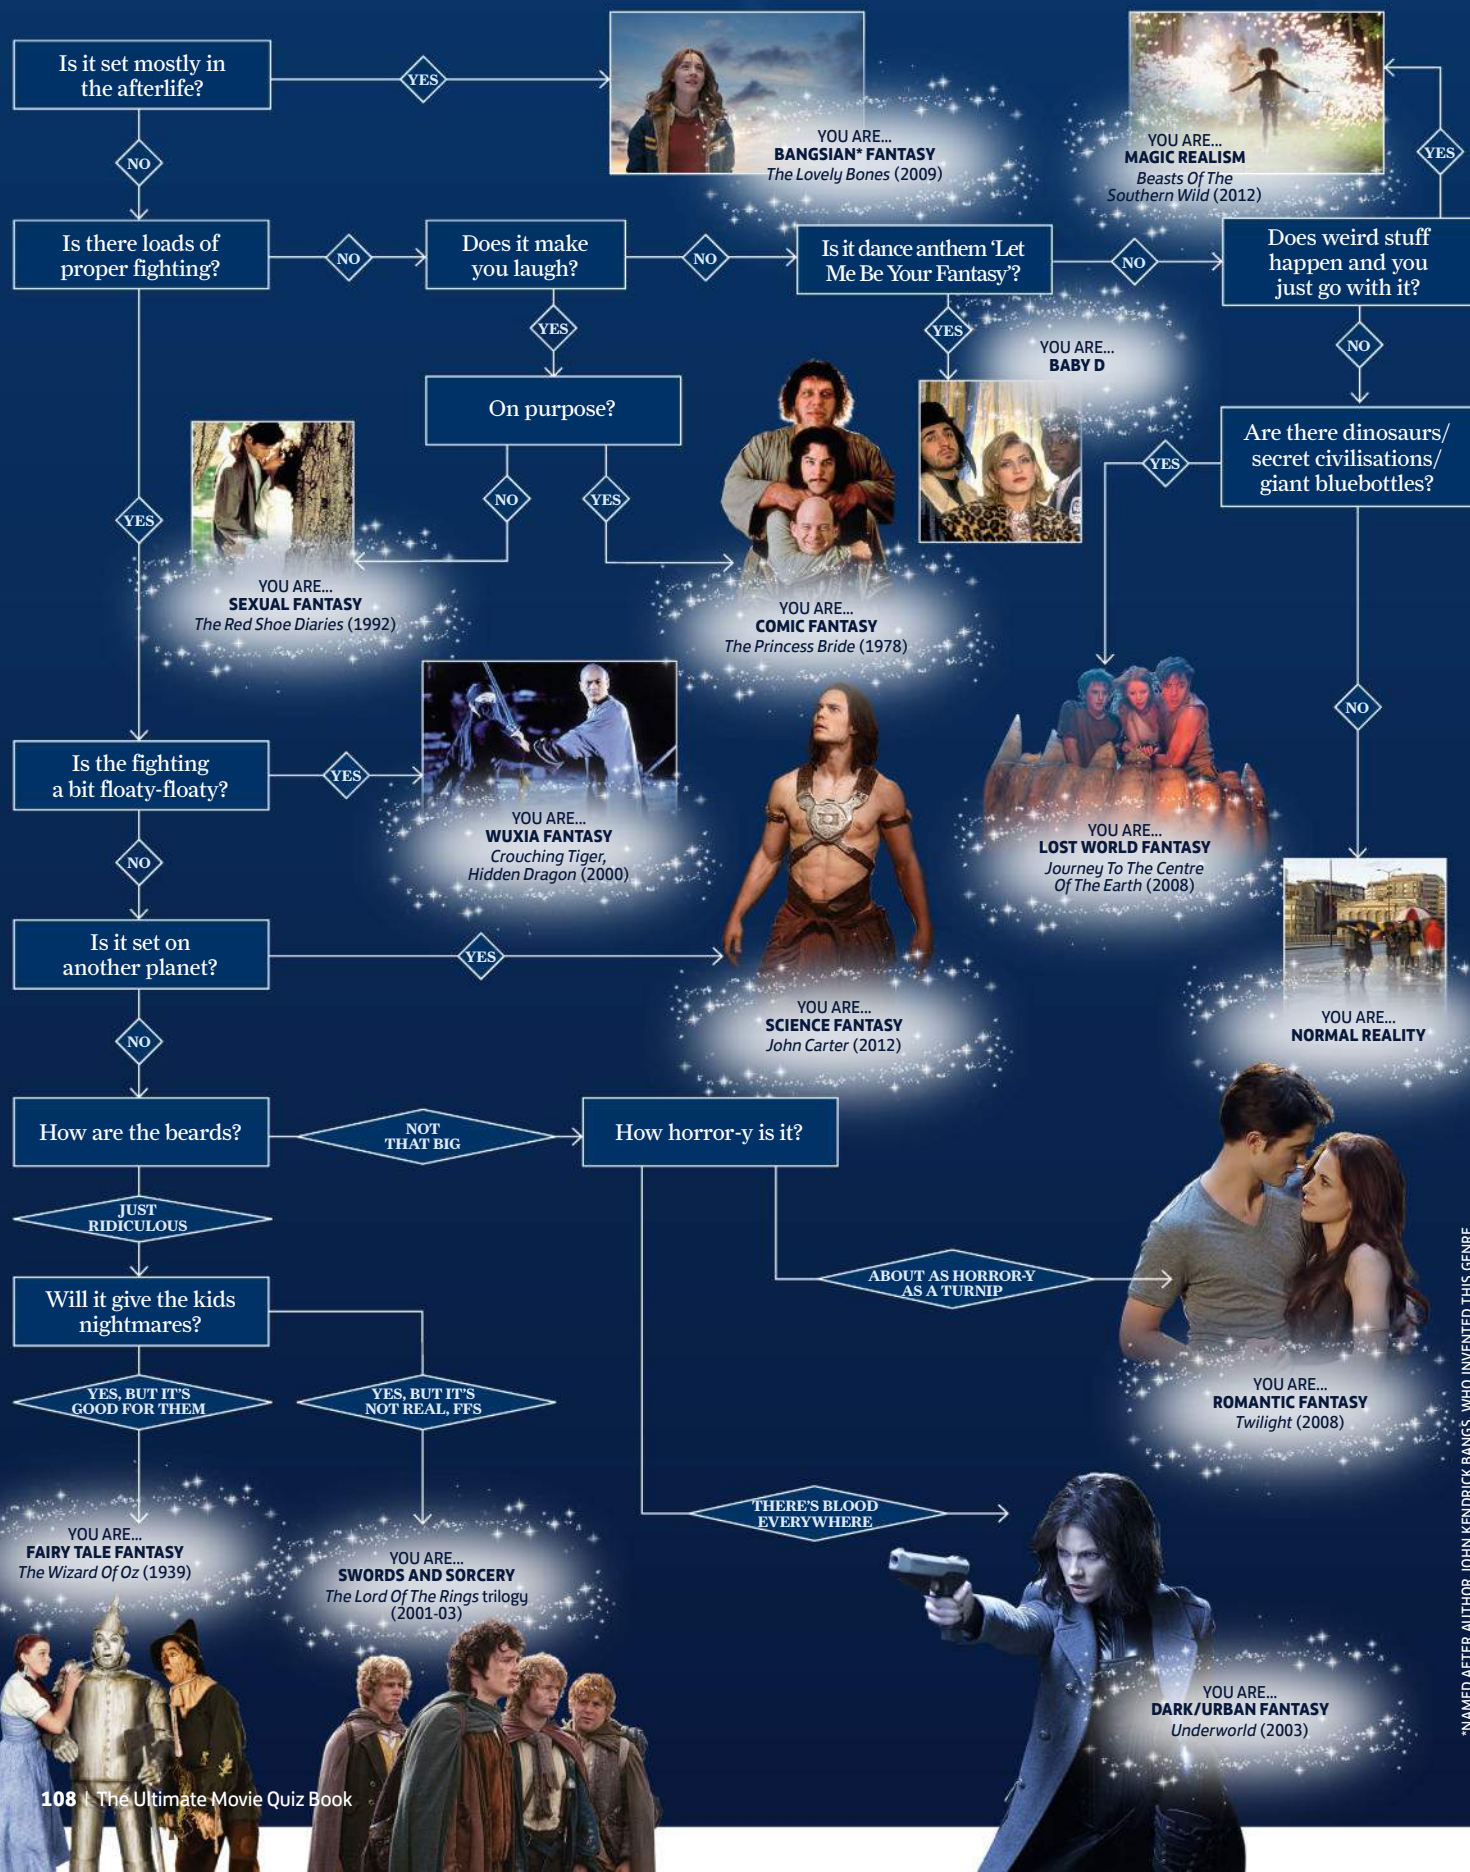 Is it set mostly in
the afterlife?
YES
NO
YOU ARE...
BANGSIAN* FANTASY
The Lovely Bones (2009)
YOU ARE...
MAGIC REALISM
Beasts Of The
Southern Wild (2012)
YES
Is there loads of
proper fighting?
NO
Does it make
you laugh?
NO
Is it dance anthem ‘Let
Me Be Your Fantasy’?
NO
Does weird stuff
happen and you
just go with it?
YES
YES
NO
YOU ARE...
BABY D
On purpose?
NO
YES
Are there dinosaurs/
secret civilisations/
giant bluebottles?
YES
YES
NO
YOU ARE...
SEXUAL FANTASY
The Red Shoe Diaries (1992)
YOU ARE...
COMIC FANTASY
The Princess Bride (1978)
Is the fighting
a bit floaty-floaty?
YES
NO
YOU ARE...
WUXIA FANTASY
Crouching Tiger,
Hidden Dragon (2000)
YOU ARE...
LOST WORLD FANTASY
Journey To The Centre
Of The Earth (2008)
Is it set on
another planet?
YES
NO
YOU ARE...
SCIENCE FANTASY
John Carter (2012)
YOU ARE...
NORMAL REALITY
How are the beards?
NOT
THAT BIG
How horror-y is it?
JUST
RIDICULOUS
ABOUT AS HORROR-Y
AS A TURNIP
Will it give the kids
nightmares?
YES, BUT IT'S
GOOD FOR THEM
YES, BUT IT'S
NOT REAL, FFS
YOU ARE...
ROMANTIC FANTASY
Twilight (2008)
THERE'S BLOOD
EVERYWHERE
YOU ARE...
FAIRY TALE FANTASY
The Wizard Of Oz (1939)
YOU ARE...
SWORDS AND SORCERY
The Lord Of The Rings trilogy
(2001-03)
YOU ARE...
DARK/URBAN FANTASY
Underworld (2003)
*NAMED AFTER AUTHOR JOHN KENDRICK BANGS, WHO INVENTED THIS GENRE
108 | The Ultimate Movie Quiz Book